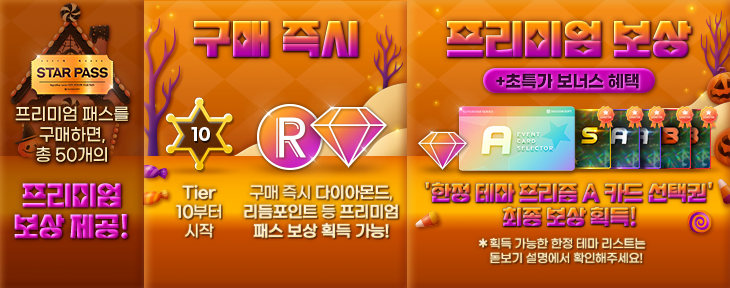 STAR PASS
프리미엄 패스를
구매하면,
총 50개의
프리미엄
보상 제공!
구매 즉시
10
R
Tier
10부터
시작
구매 즉시 다이아몬드,
리듬포인트 등 프리미엄
패스 보상 획득 가능!
프리미엄 보상
+초특가 보너스 혜택
A EVENT
CARD
SELECTOR
S
A
B
'한정 테마 프리즘 A 카드 선택권'
최종 보상 획득!
*획득 가능한 한정 테마 리스트는
돋보기 설명에서 확인해주세요!